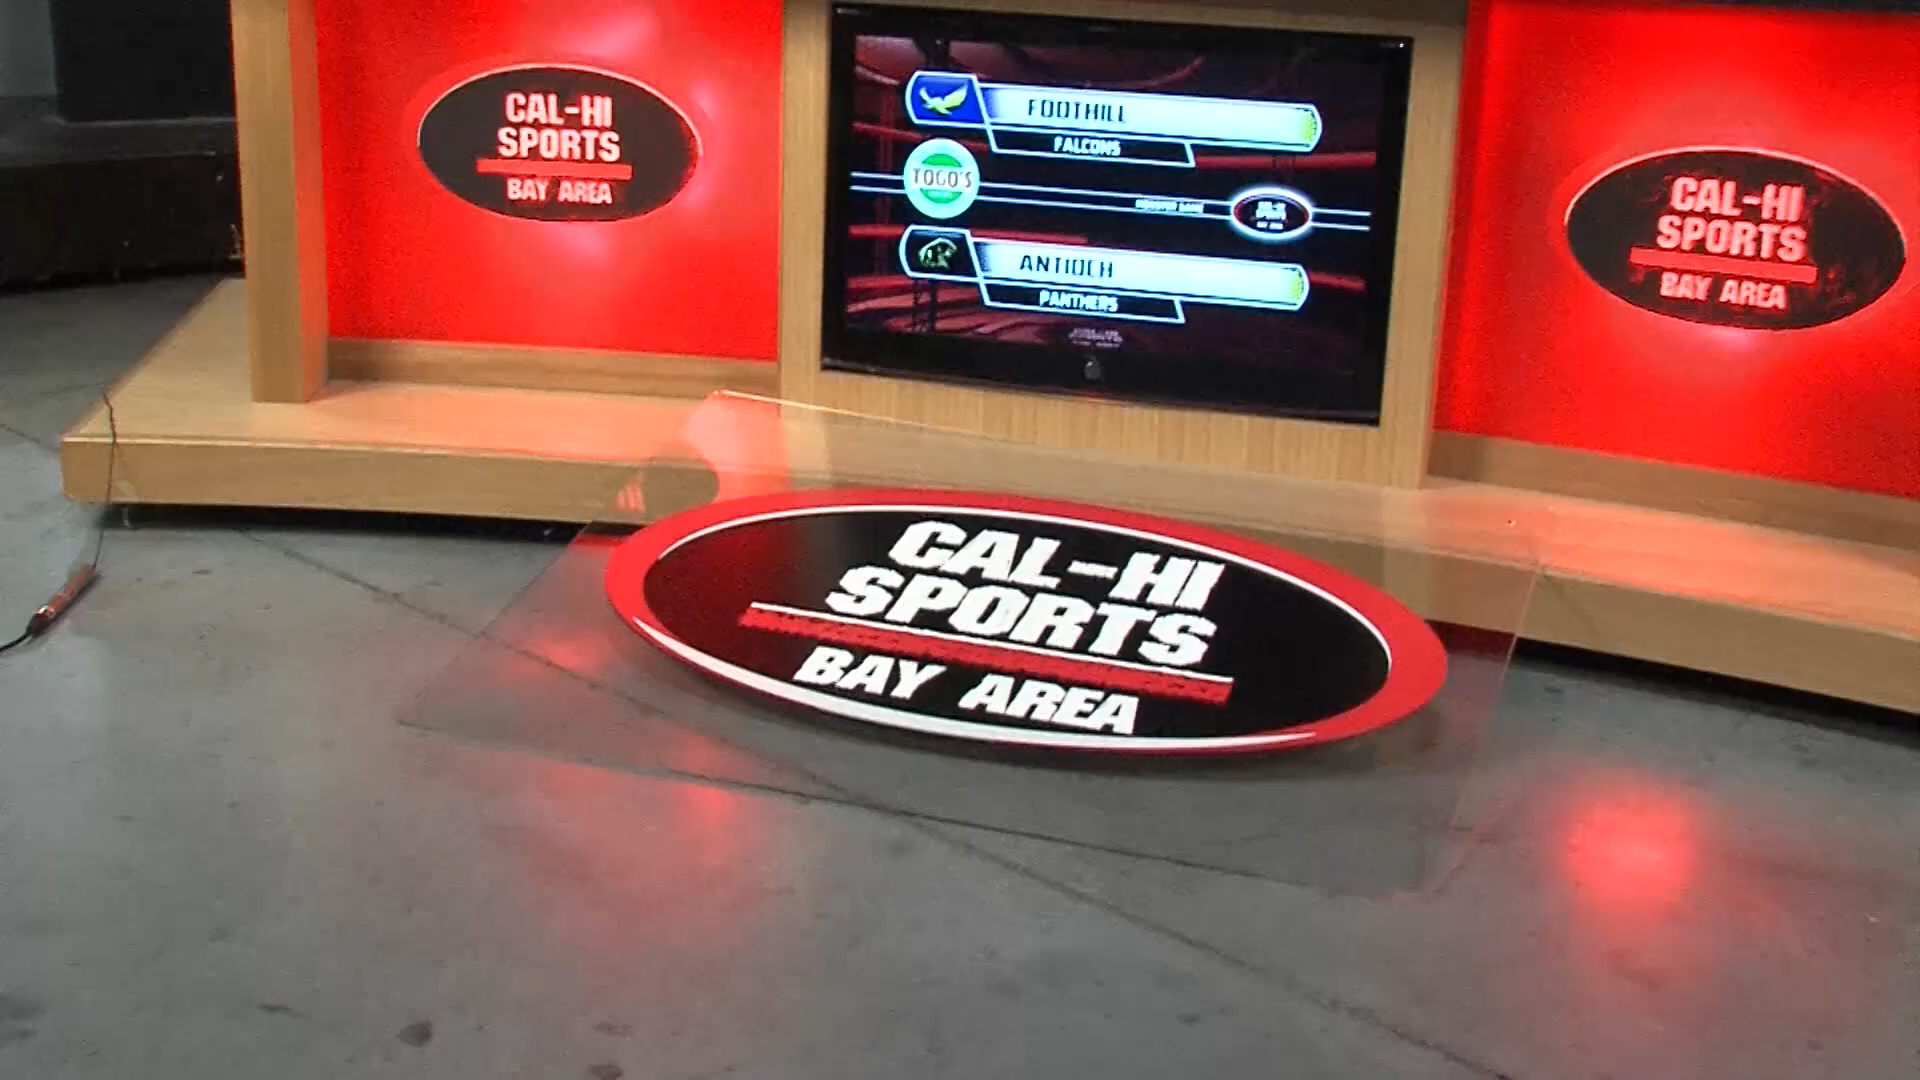 CAL-HI
SPORTS
BAY AREA
FOOTHILL
FALCONS
TOGO'S
ANTIOCH
PANTHERS
CAL-HI
SPORTS
BAY AREA
CAL-HI
SPORTS
BAY AREA